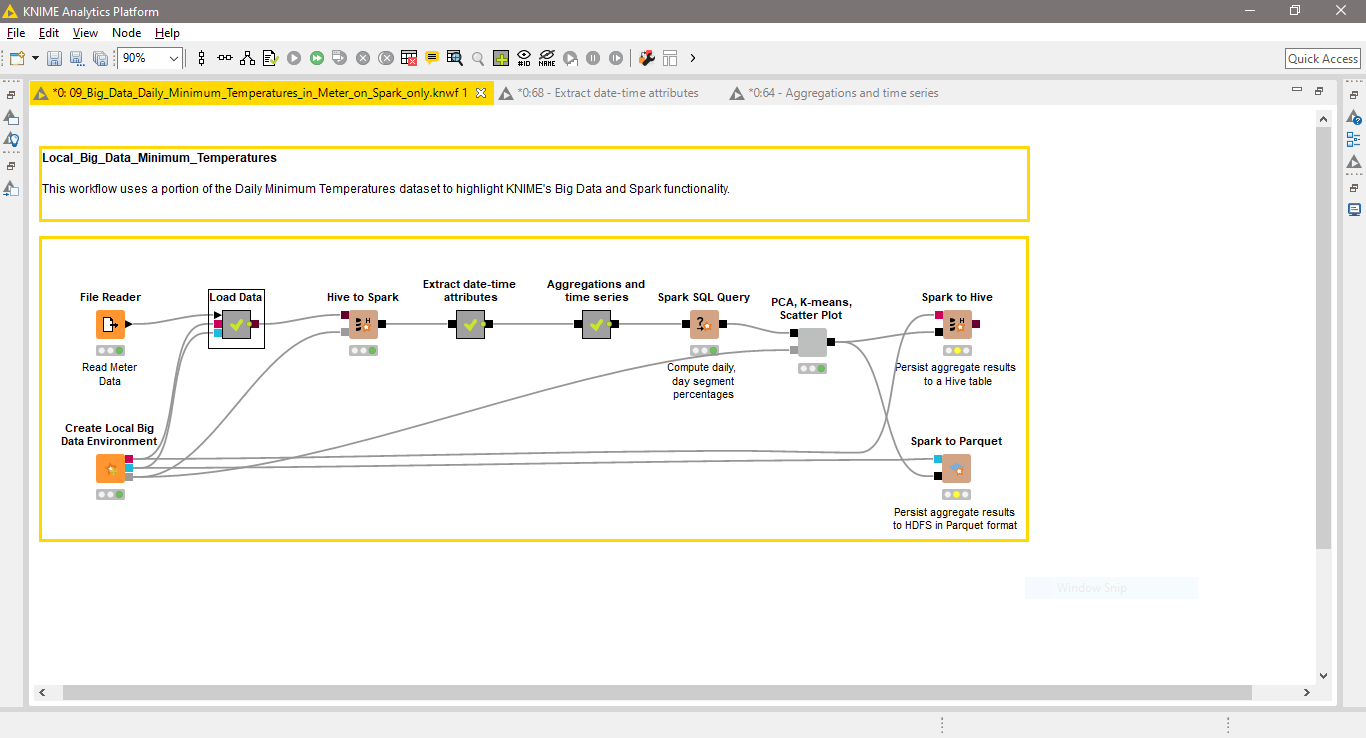 KNIME Analytics Platform
File Edit View Node Help
90%
#ID
NAME
Quick Access
*0: 09_Big_Data_Daily_Minimum_Temperatures_in_Meter_on_Spark_only.knwf 1
*0:68 - Extract date-time attributes
*0:64 - Aggregations and time series
Local_Big_Data_Minimum_Temperatures
This workflow uses a portion of the Daily Minimum Temperatures dataset to highlight KNIME's Big Data and Spark functionality.
File Reader
Read Meter
Data
Load Data
Hive to Spark
H
Extract date-time
attributes
Aggregations and
time series
Spark SQL Query
?
Compute daily,
day segment
percentages
PCA, K-means,
Scatter Plot
Spark to Hive
H
Persist aggregate results
to a Hive table
Create Local Big
Data Environment
Spark to Parquet
Persist aggregate results
to HDFS in Parquet format
Window Snip